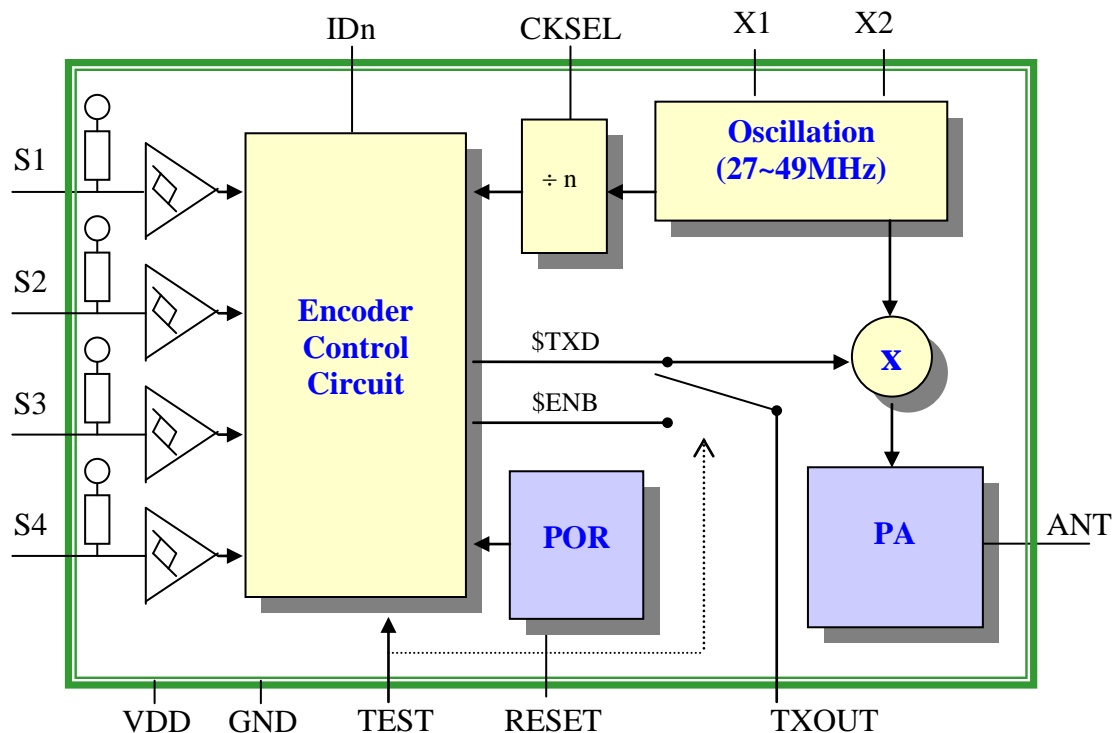 IDn
CKSEL
X1
X2
S1
S2
S3
S4
Oscillation
(27~49MHz)
÷ n
Encoder
Control
Circuit
$TXD
$ENB
X
POR
PA
ANT
VDD
GND
TEST
RESET
TXOUT